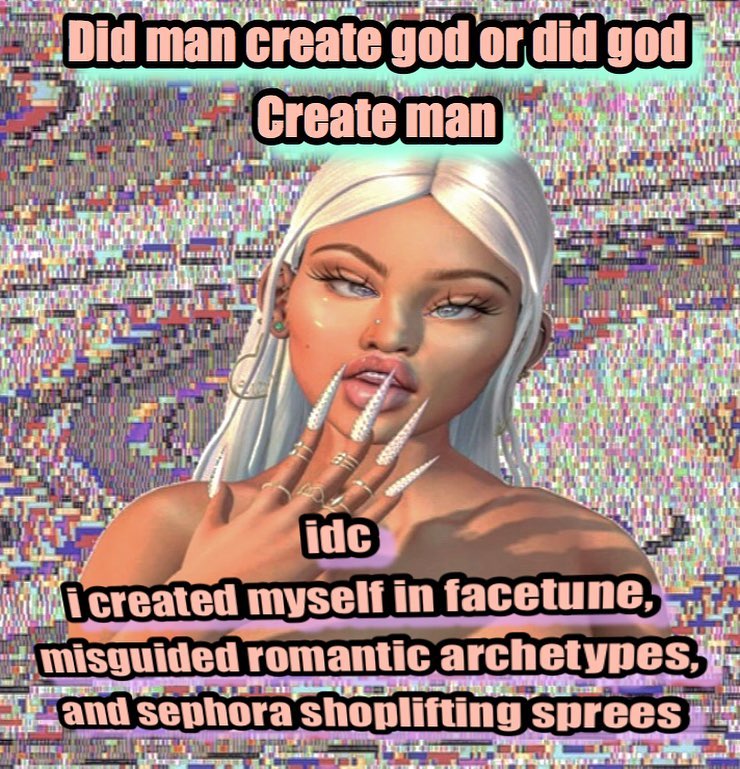 Did man create god or did god
Create man
idc
i created myself in facetune,
misguided romantic archetypes,
and sephora shoplifting sprees